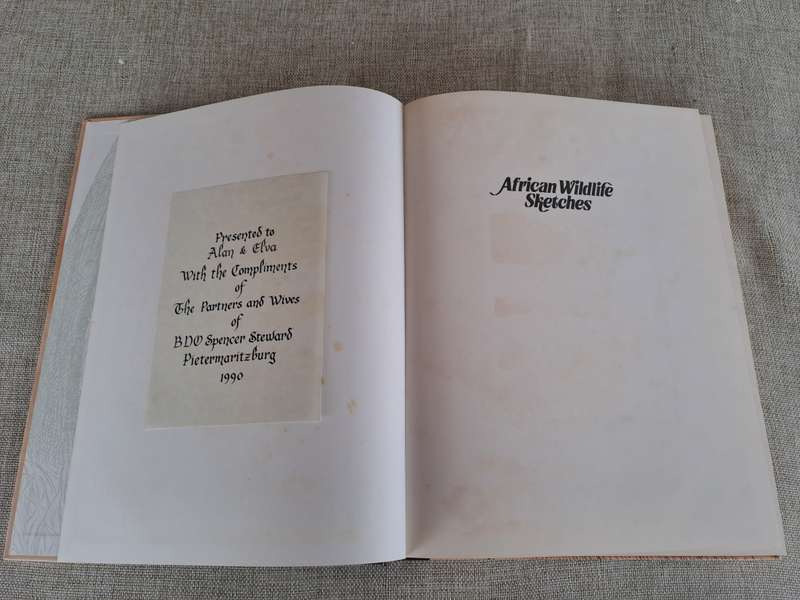 Presented to
Alan & Elva
With the Compliments
of
The Partners and Wives
of
BDO Spencer Steward
Pietermaritzburg
1990
African Wildlife
Sketches